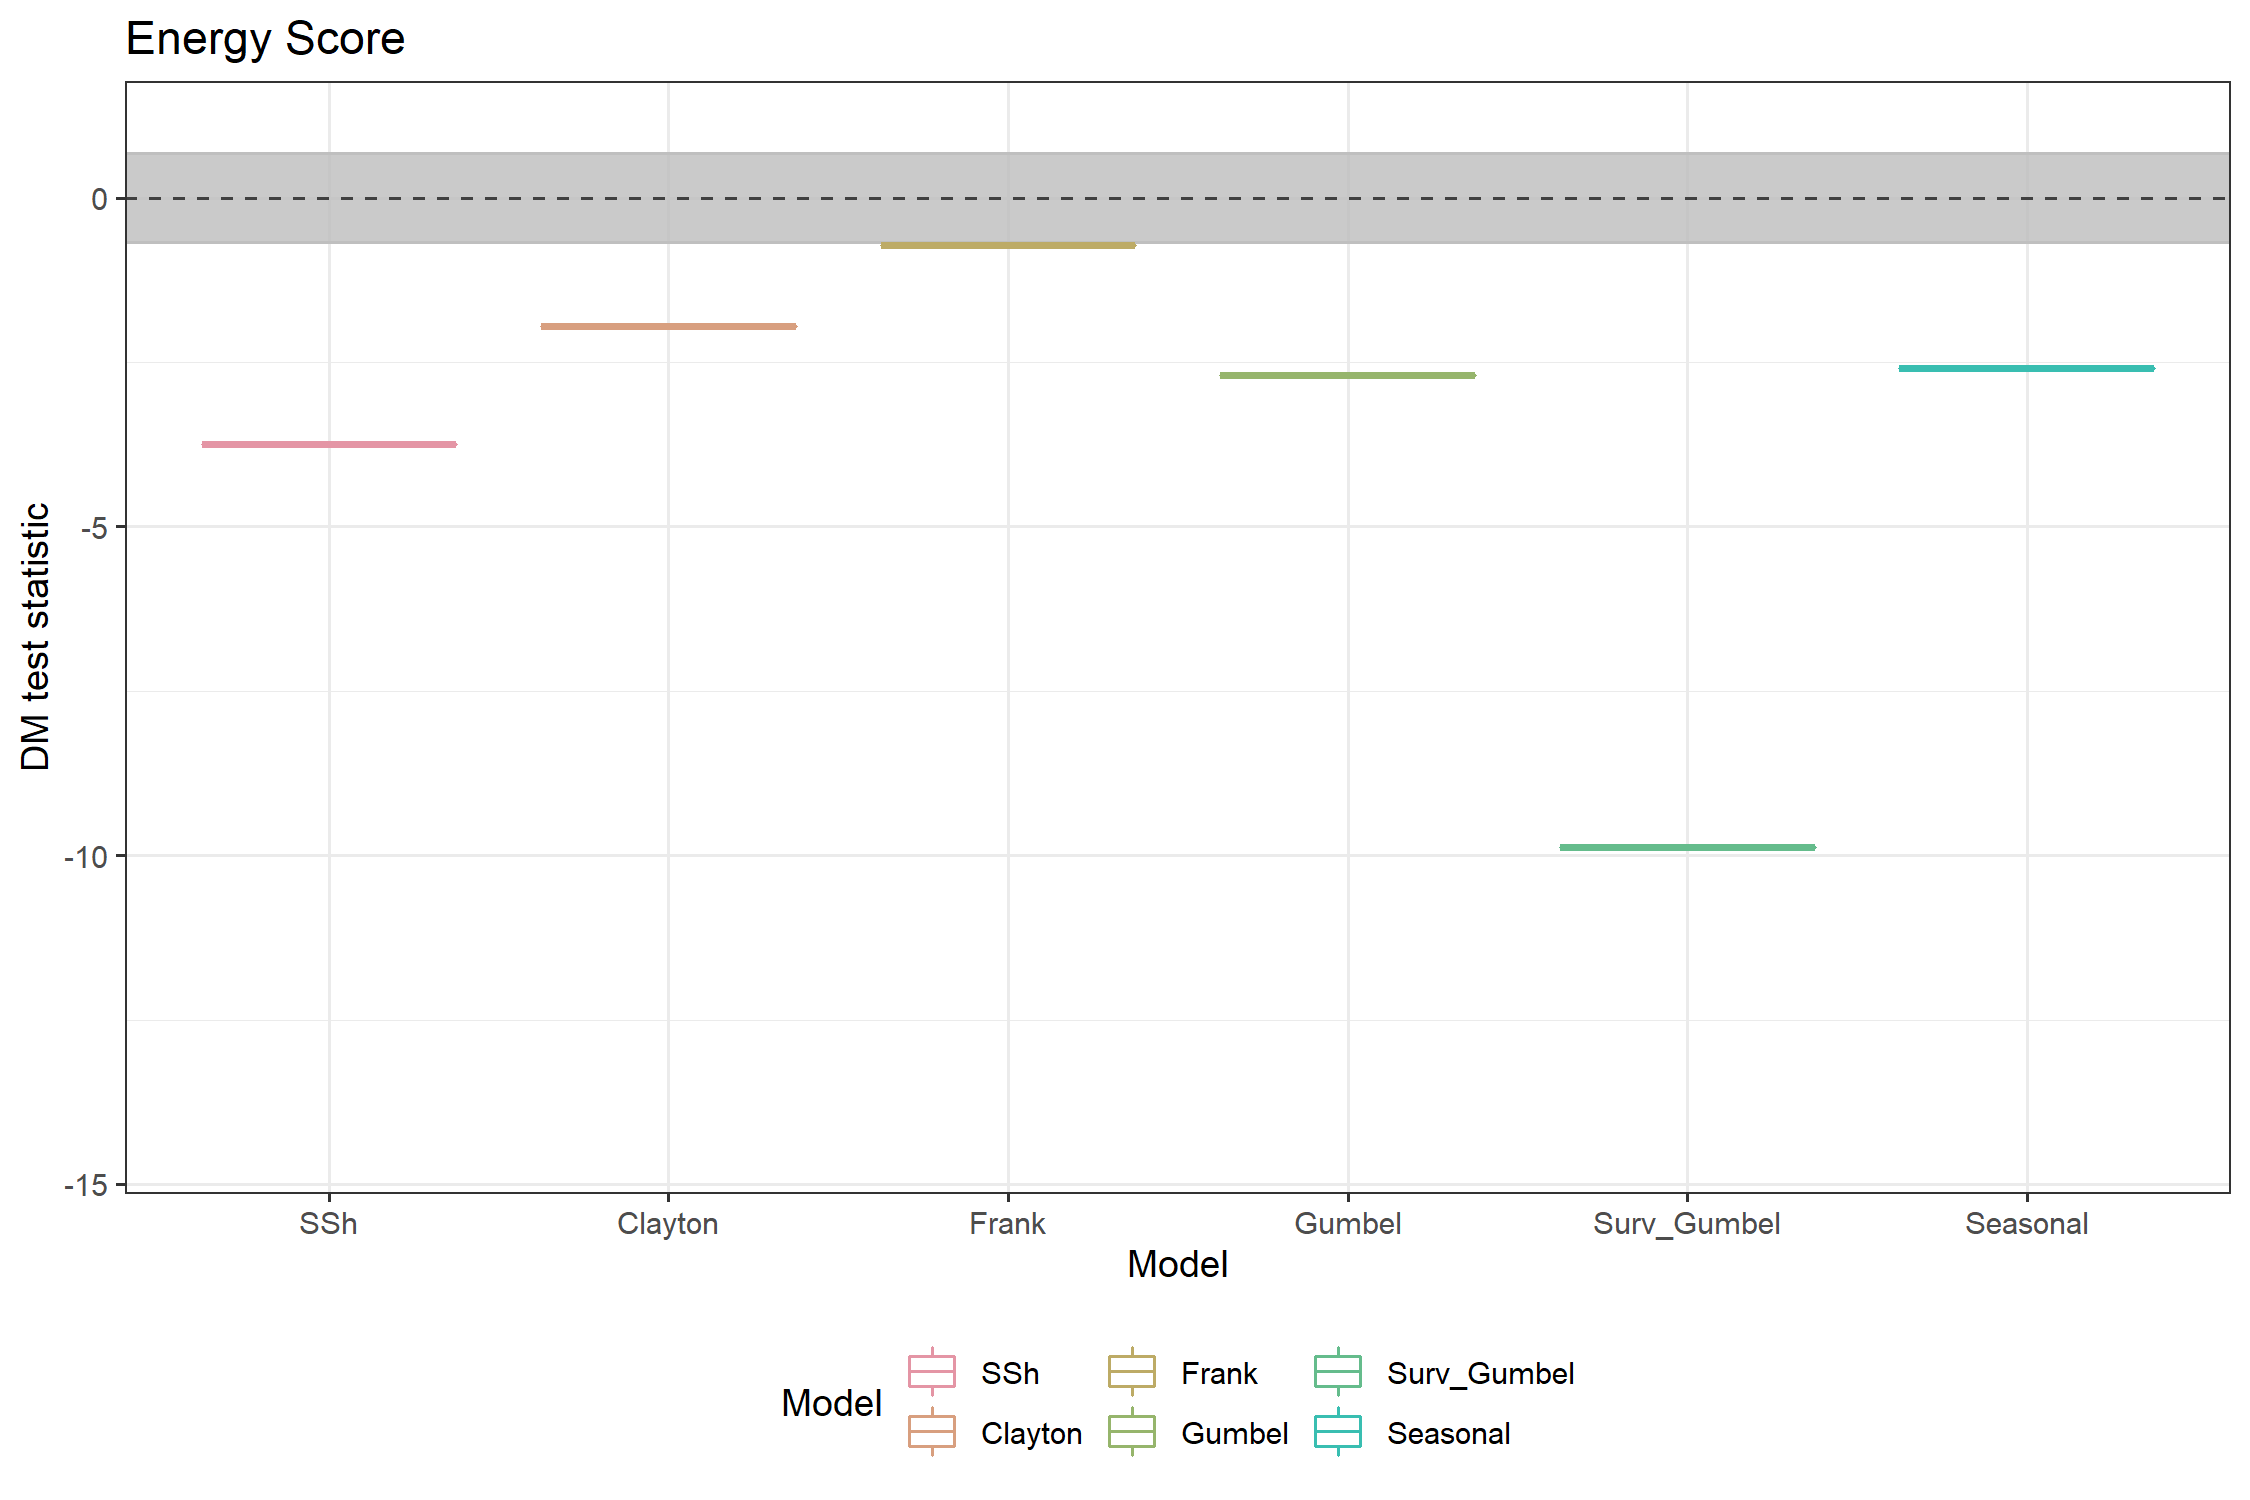 Energy Score
DM test statistic
0
-5
-10
-15
SSh Clayton Frank Gumbel Surv_Gumbel Seasonal
Model
Model
SSh Frank Surv_Gumbel
Clayton Gumbel Seasonal